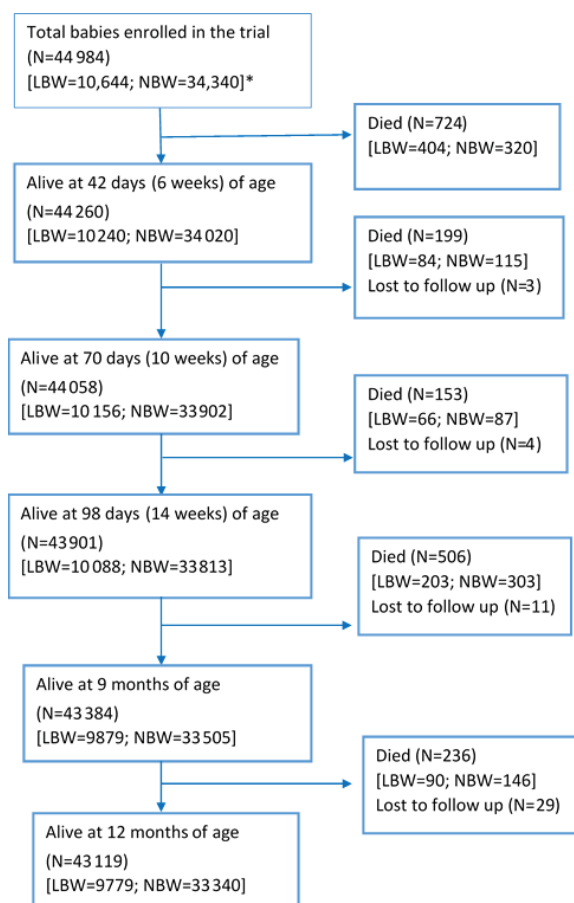 Total babies enrolled in the trial
(N=44 984)
[LBW=10,644; NBW=34,340]*
Died (N=724)
[LBW=404; NBW=320]
Alive at 42 days (6 weeks) of age
(N=44 260)
[LBW=10 240; NBW=34 020]
Died (N=199)
[LBW=84; NBW=115]
Lost to follow up (N=3)
Alive at 70 days (10 weeks) of age
(N=44 058)
[LBW=10 156; NBW=33 902]
Died (N=153)
[LBW=66; NBW=87]
Lost to follow up (N=4)
Alive at 98 days (14 weeks) of age
(N=43 901)
[LBW=10 088; NBW=33 813]
Died (N=506)
[LBW=203; NBW=303]
Lost to follow up (N=11)
Alive at 9 months of age
(N=43 384)
[LBW=9879; NBW=33 505]
Died (N=236)
[LBW=90; NBW=146]
Lost to follow up (N=29)
Alive at 12 months of age
(N=43 119)
[LBW=9779; NBW=33 340]